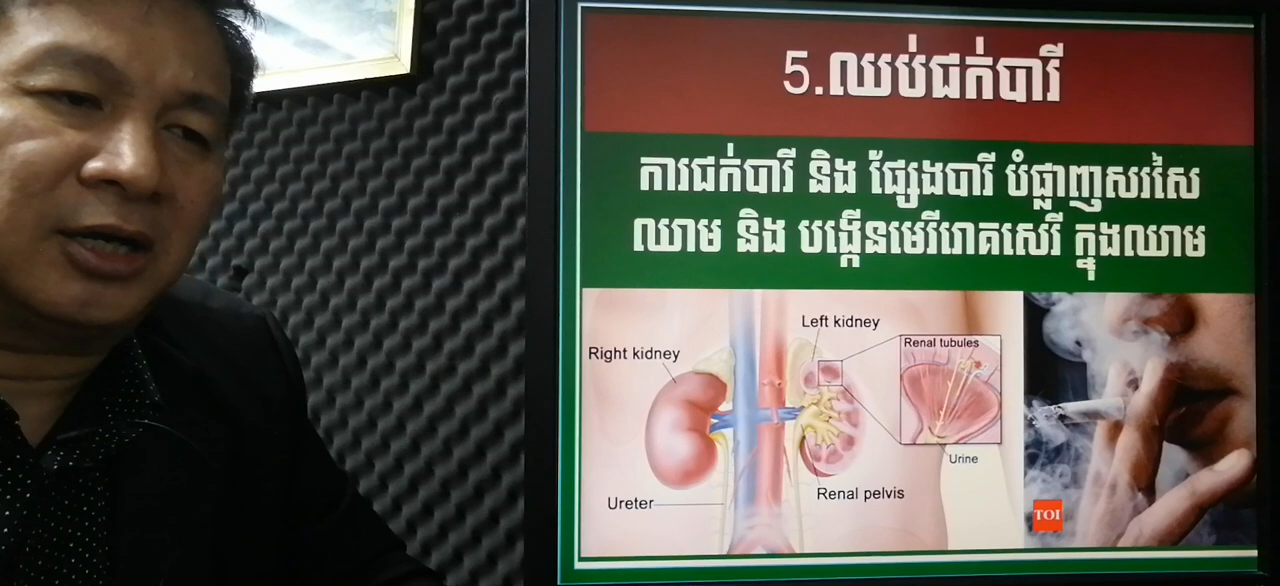 5.ឈប់ជក់បារី
ការជក់បារី និង ផ្សែងបារី បំផ្លាញសរសៃ
ឈាម និង បង្កើនមេរីរោគសេរី ក្នុងឈាម
Left kidney
Right kidney
Renal tubules
Urine
Renal pelvis
Ureter
TOI